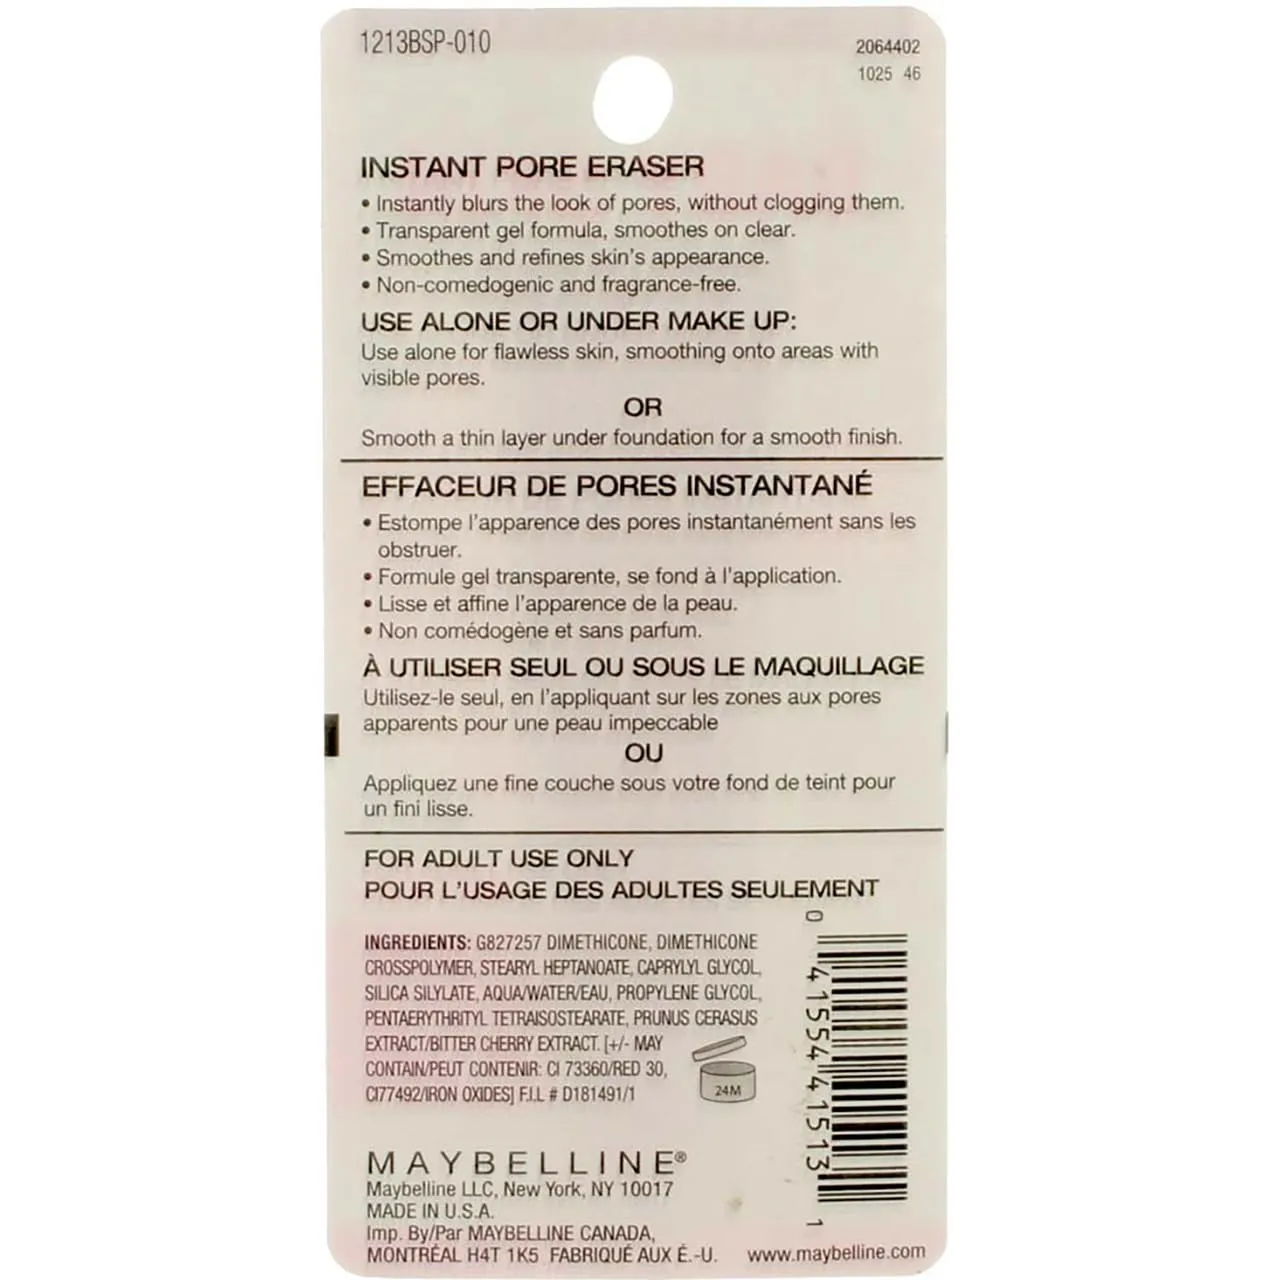 1213BSP-010
2064402
1025 46
INSTANT PORE ERASER
• Instantly blurs the look of pores, without clogging them.
• Transparent gel formula, smoothes on clear.
• Smoothes and refines skin's appearance.
• Non-comedogenic and fragrance-free.
USE ALONE OR UNDER MAKE UP:
Use alone for flawless skin, smoothing onto areas with
visible pores.
OR
Smooth a thin layer under foundation for a smooth finish.
EFFACEUR DE PORES INSTANTANÉ
• Estompe l'apparence des pores instantanément sans les
obstruer.
• Formule gel transparente, se fond à l'application.
• Lisse et affine l'apparence de la peau.
• Non comédogène et sans parfum.
À UTILISER SEUL OU SOUS LE MAQUILLAGE
Utilisez-le seul, en l'appliquant sur les zones aux pores
apparents pour une peau impeccable
OU
Appliquez une fine couche sous votre fond de teint pour
un fini lisse.
FOR ADULT USE ONLY
POUR L'USAGE DES ADULTES SEULEMENT
INGREDIENTS: G827257 DIMETHICONE, DIMETHICONE
CROSSPOLYMER, STEARYL HEPTANOATE, CAPRYLYL GLYCOL,
SILICA SILYLATE, AQUA/WATER/EAU, PROPYLENE GLYCOL,
PENTAERYTHRITYL TETRAISOSTEARATE, PRUNUS CERASUS
EXTRACT/BITTER CHERRY EXTRACT. [+/- MAY
CONTAIN/PEUT CONTENIR: CI 73360/RED 30,
CI77492/IRON OXIDES] F.I.L # D181491/1
24M
0 41554 41513 1
MAYBELLINE®
Maybelline LLC, New York, NY 10017
MADE IN U.S.A.
Imp. By/Par MAYBELLINE CANADA,
MONTRÉAL H4T 1K5 FABRIQUÉ AUX É.-U.
www.maybelline.com